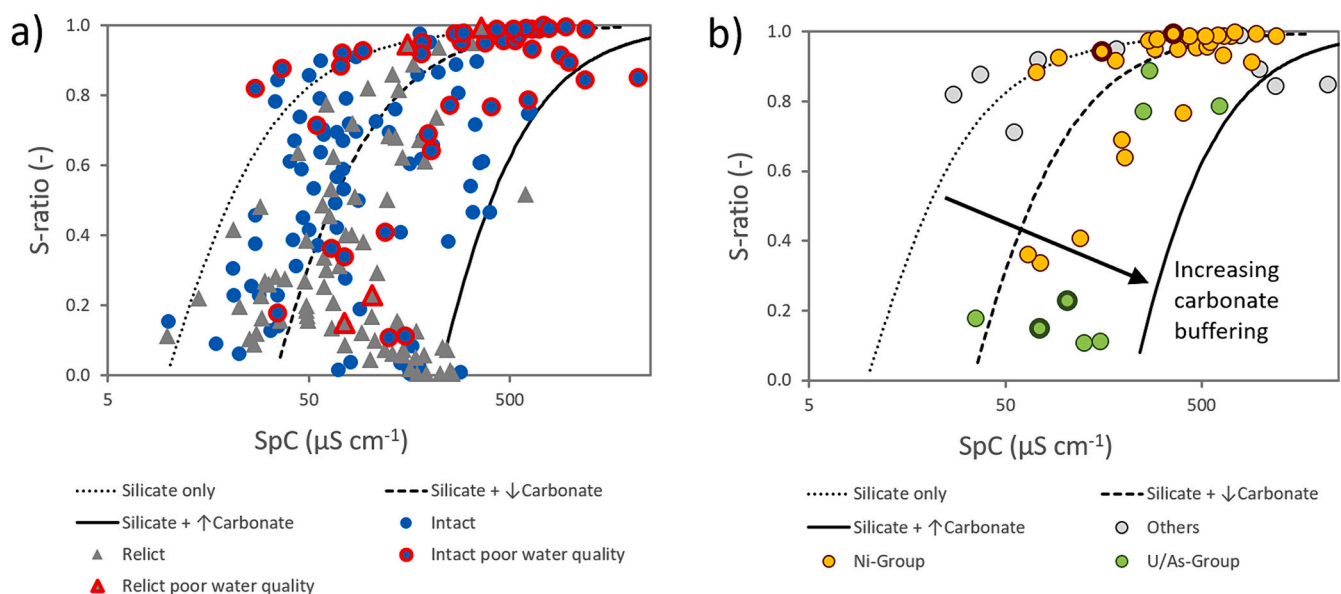 a)
S-ratio (-)
1.0
0.8
0.6
0.4
0.2
0.0
5
50
500
SpC (µS cm⁻¹)
Silicate only
Silicate + ↓Carbonate
Silicate + ↑Carbonate
Intact
Relict
Intact poor water quality
Relict poor water quality
b)
S-ratio (-)
1.0
0.8
0.6
0.4
0.2
0.0
Increasing
carbonate
buffering
5
50
500
SpC (µS cm⁻¹)
Silicate only
Silicate + ↓Carbonate
Silicate + ↑Carbonate
Others
Ni-Group
U/As-Group